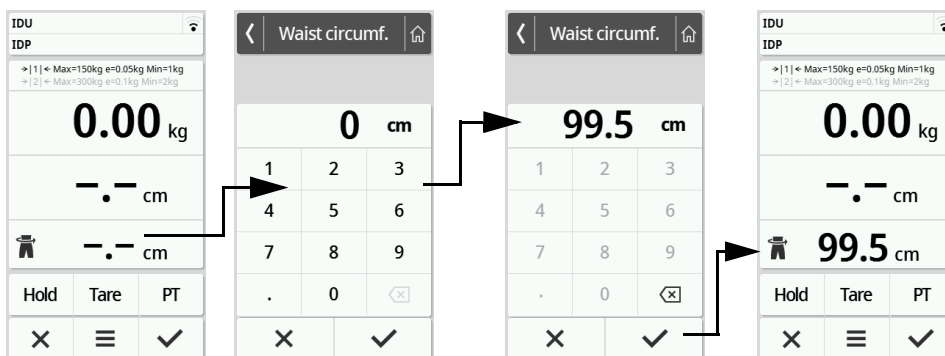 IDU
IDP
→|1|← Max=150kg e=0.05kg Min=1kg
→|2|← Max=300kg e=0.1kg Min=2kg
0.00 kg
-.- cm
-.- cm
Hold Tare PT
Waist circumf.
0 cm
1 2 3
4 5 6
7 8 9
. 0
Waist circumf.
99.5 cm
1 2 3
4 5 6
7 8 9
. 0
IDU
IDP
→|1|← Max=150kg e=0.05kg Min=1kg
→|2|← Max=300kg e=0.1kg Min=2kg
0.00 kg
-.- cm
99.5 cm
Hold Tare PT